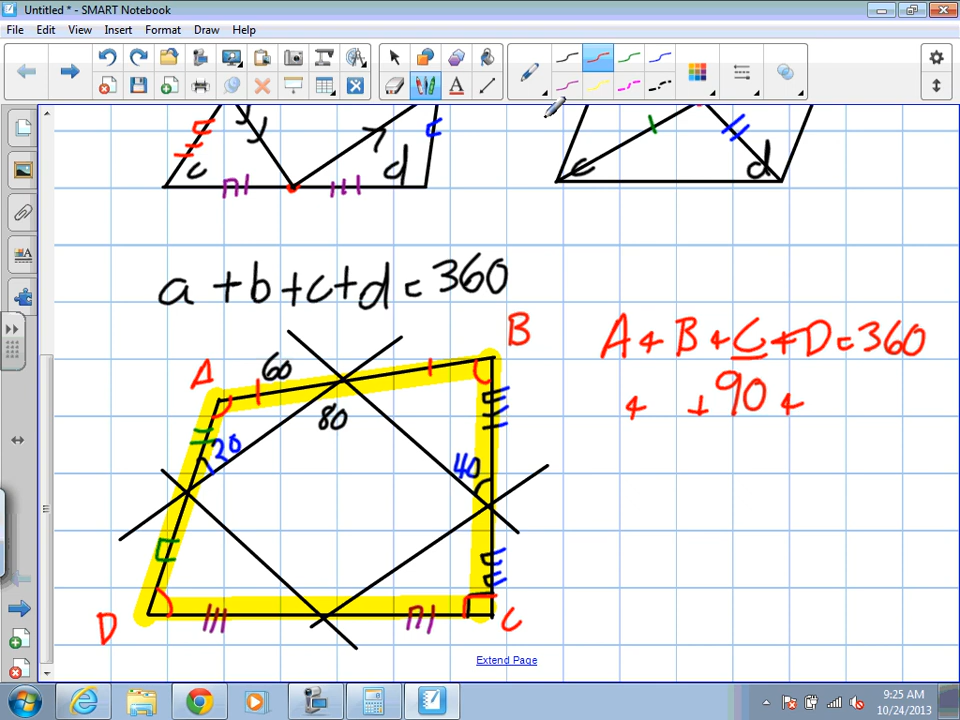 Untitled * - SMART Notebook
File Edit View Insert Format Draw Help
c d c d
a + b + c + d = 360
A + B + C + D = 360
+ + 90 +
A 60 B
80
20 40
D C
Extend Page
9:25 AM
10/24/2013